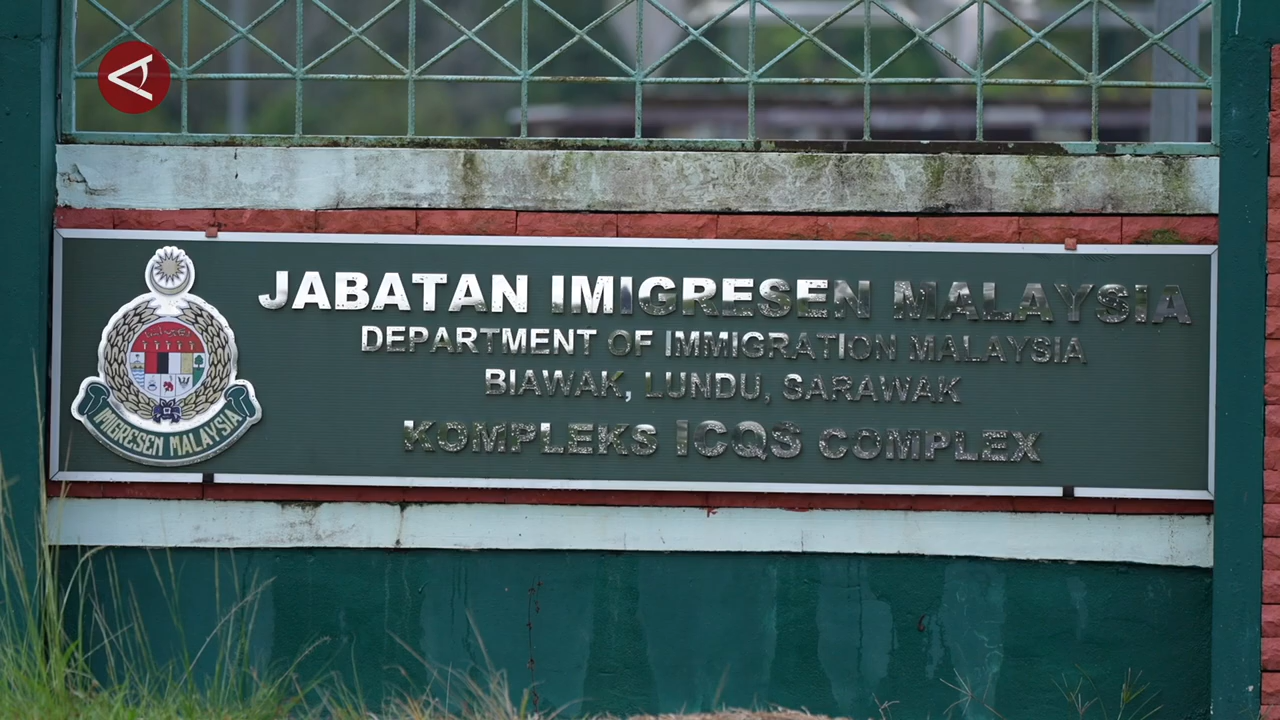 JABATAN IMIGRESEN MALAYSIA
DEPARTMENT OF IMMIGRATION MALAYSIA
BIAWAK, LUNDU, SARAWAK
KOMPLEKS ICQS COMPLEX
IMIGRESEN MALAYSIA